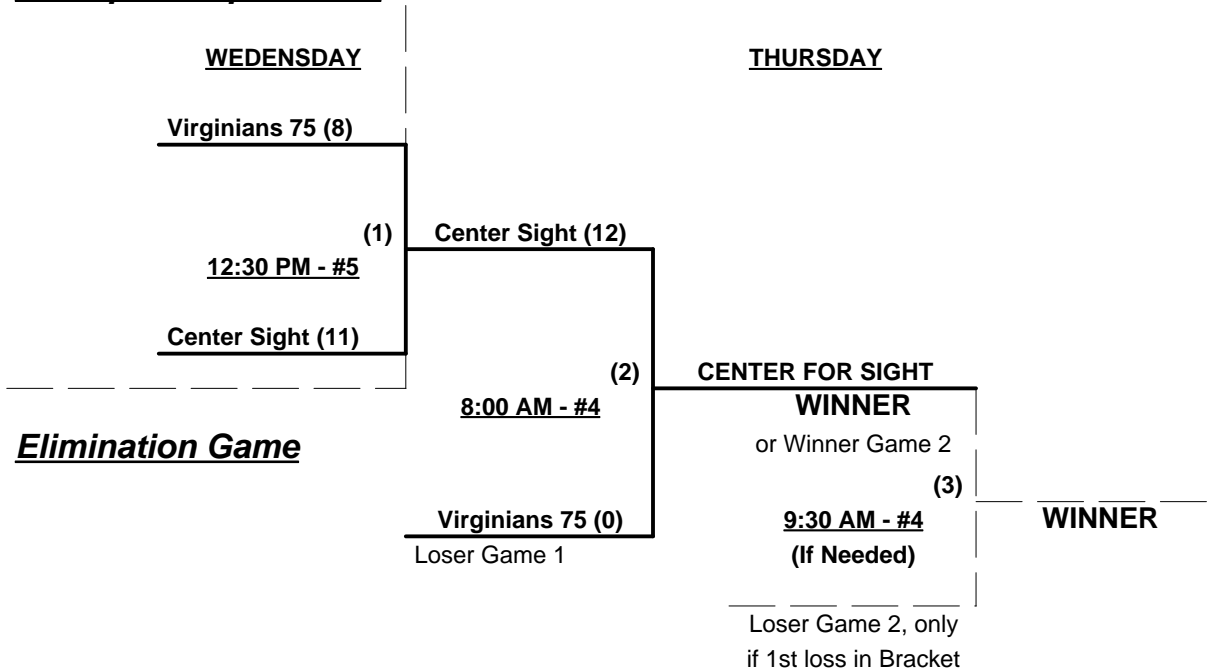 WEDENSDAY
THURSDAY
Virginians 75 (8)
(1)
Center Sight (12)
12:30 PM - #5
Center Sight (11)
(2)
CENTER FOR SIGHT
8:00 AM - #4
WINNER
or Winner Game 2
Elimination Game
(3)
Virginians 75 (0)
9:30 AM - #4
WINNER
Loser Game 1
(If Needed)
Loser Game 2, only
if 1st loss in Bracket